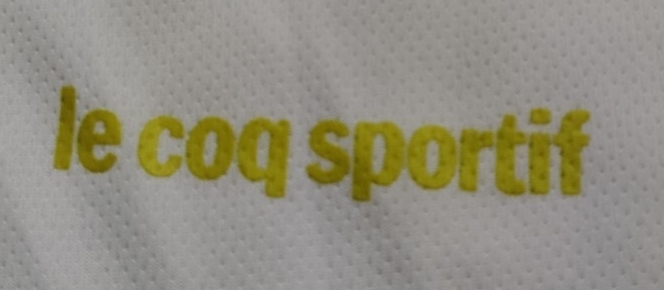 le coq sportif